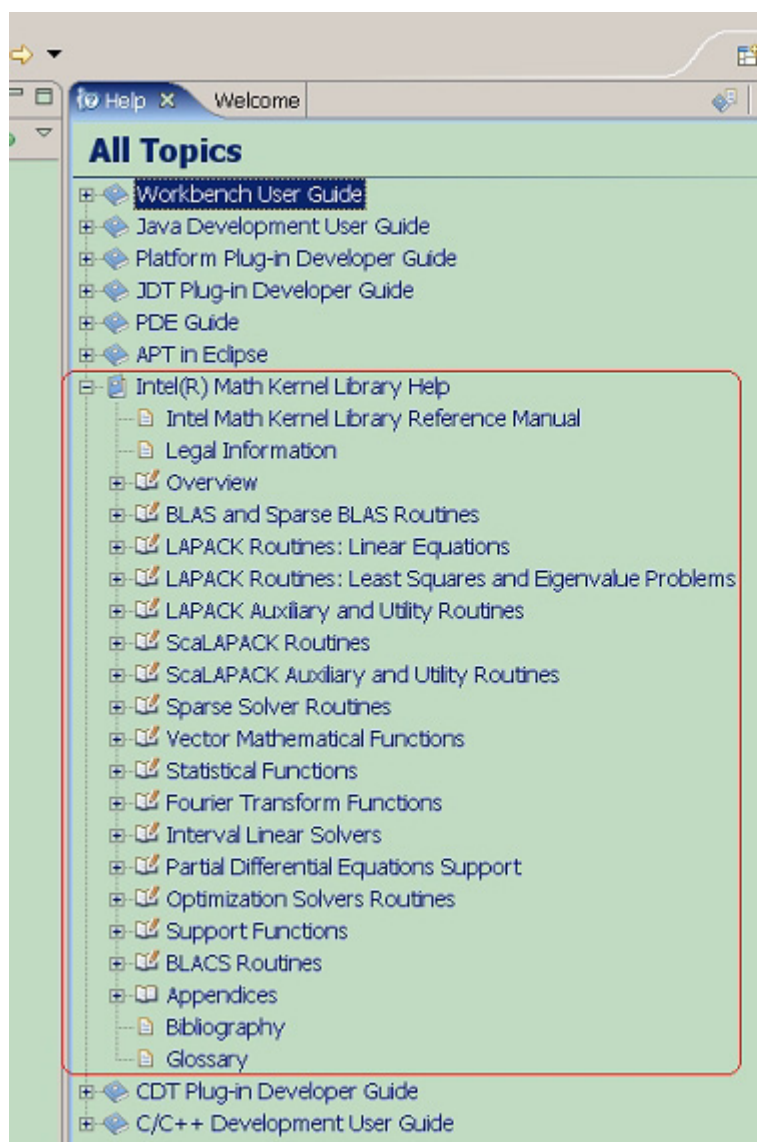 Help
Welcome
All Topics
Workbench User Guide
Java Development User Guide
Platform Plug-in Developer Guide
JDT Plug-in Developer Guide
PDE Guide
APT in Eclipse
Intel(R) Math Kernel Library Help
Intel Math Kernel Library Reference Manual
Legal Information
Overview
BLAS and Sparse BLAS Routines
LAPACK Routines: Linear Equations
LAPACK Routines: Least Squares and Eigenvalue Problems
LAPACK Auxiliary and Utility Routines
ScaLAPACK Routines
ScaLAPACK Auxiliary and Utility Routines
Sparse Solver Routines
Vector Mathematical Functions
Statistical Functions
Fourier Transform Functions
Interval Linear Solvers
Partial Differential Equations Support
Optimization Solvers Routines
Support Functions
BLACS Routines
Appendices
Bibliography
Glossary
CDT Plug-in Developer Guide
C/C++ Development User Guide